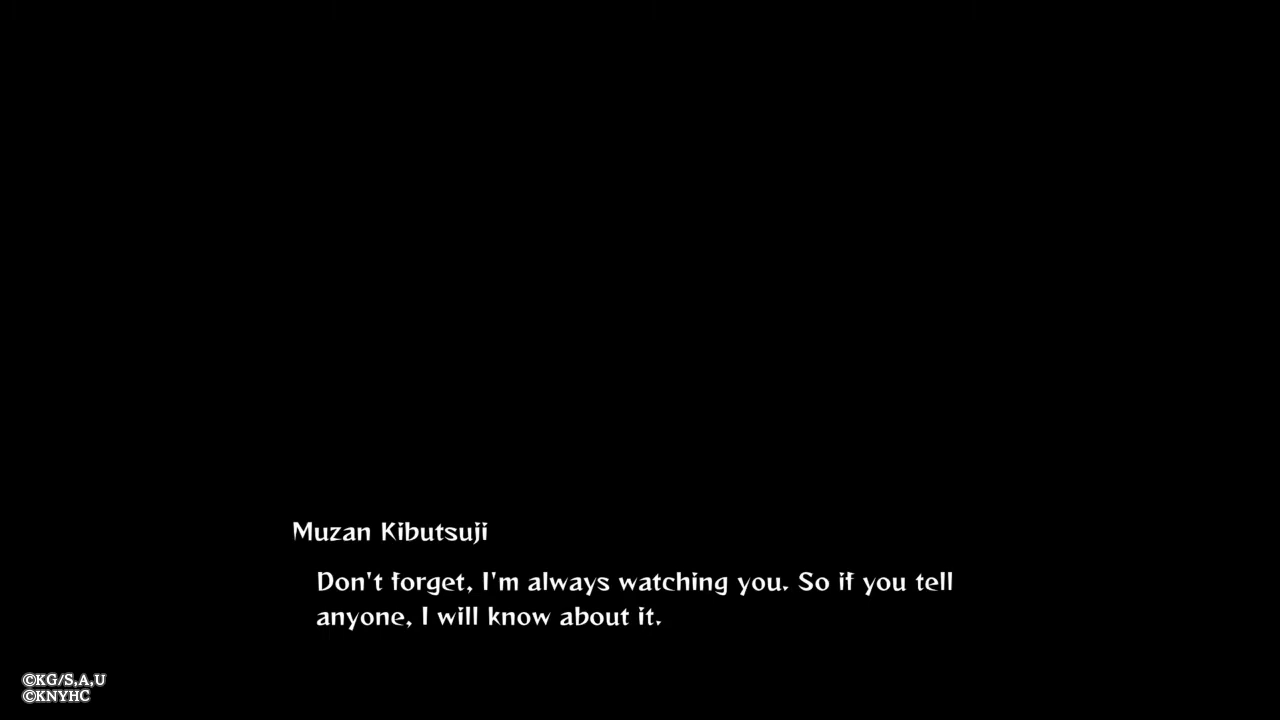 Muzan Kibutsuji
Don't forget, I'm always watching you. So if you tell
anyone, I will know about it.
©KG/S,A,U
©KNYHC